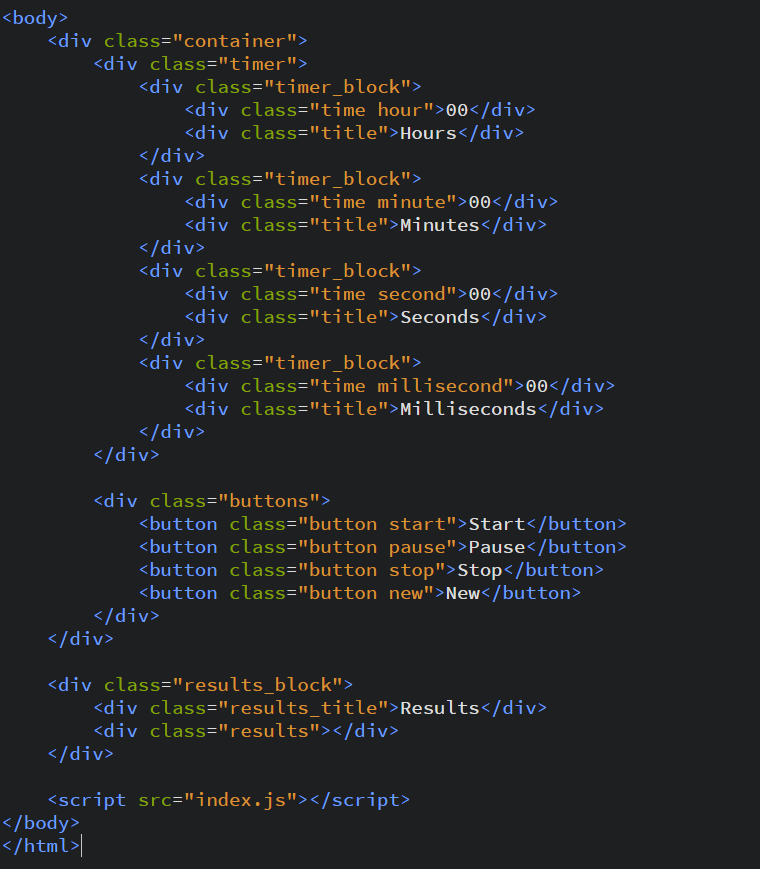 <body>
    <div class="container">
        <div class="timer">
            <div class="timer_block">
                <div class="time hour">00</div>
                <div class="title">Hours</div>
            </div>
            <div class="timer_block">
                <div class="time minute">00</div>
                <div class="title">Minutes</div>
            </div>
            <div class="timer_block">
                <div class="time second">00</div>
                <div class="title">Seconds</div>
            </div>
            <div class="timer_block">
                <div class="time millisecond">00</div>
                <div class="title">Milliseconds</div>
            </div>
        </div>

        <div class="buttons">
            <button class="button start">Start</button>
            <button class="button pause">Pause</button>
            <button class="button stop">Stop</button>
            <button class="button new">New</button>
        </div>
    </div>

    <div class="results_block">
        <div class="results_title">Results</div>
        <div class="results"></div>
    </div>

    <script src="index.js"></script>
</body>
</html>